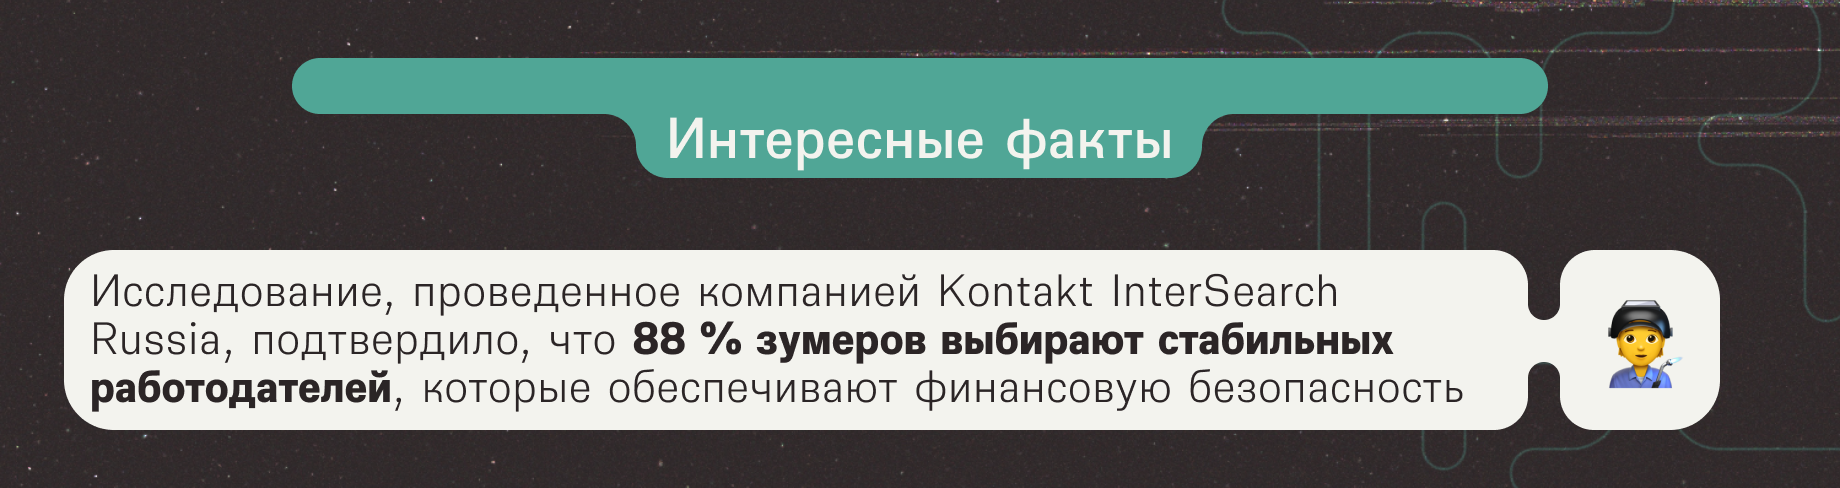 Интересные факты
Исследование, проведенное компанией Kontakt InterSearch
Russia, подтвердило, что 88 % зумеров выбирают стабильных
работодателей, которые обеспечивают финансовую безопасность